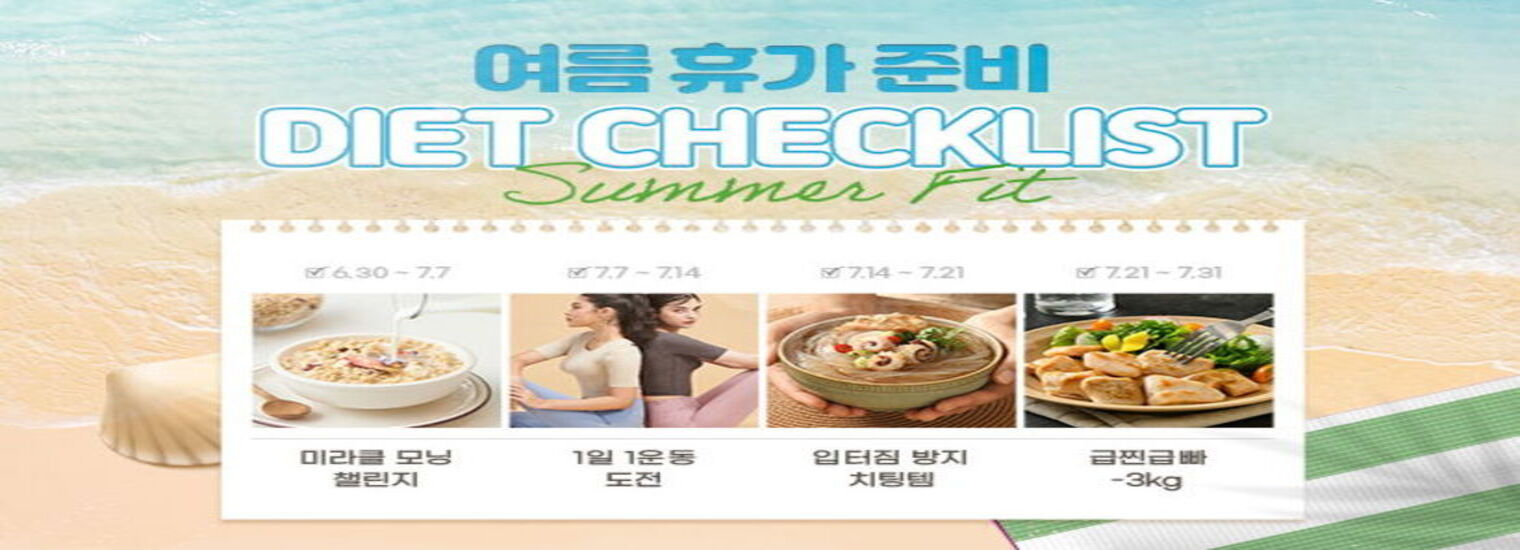 여름 휴가 준비
DIET CHECKLIST
Summer Fit
6.30 ~ 7.7
7.7 ~ 7.14
7.14 ~ 7.21
7.21 ~ 7.31
미라클 모닝
챌린지
1일 1운동
도전
입터짐 방지
치팅템
급찐급빠
-3kg